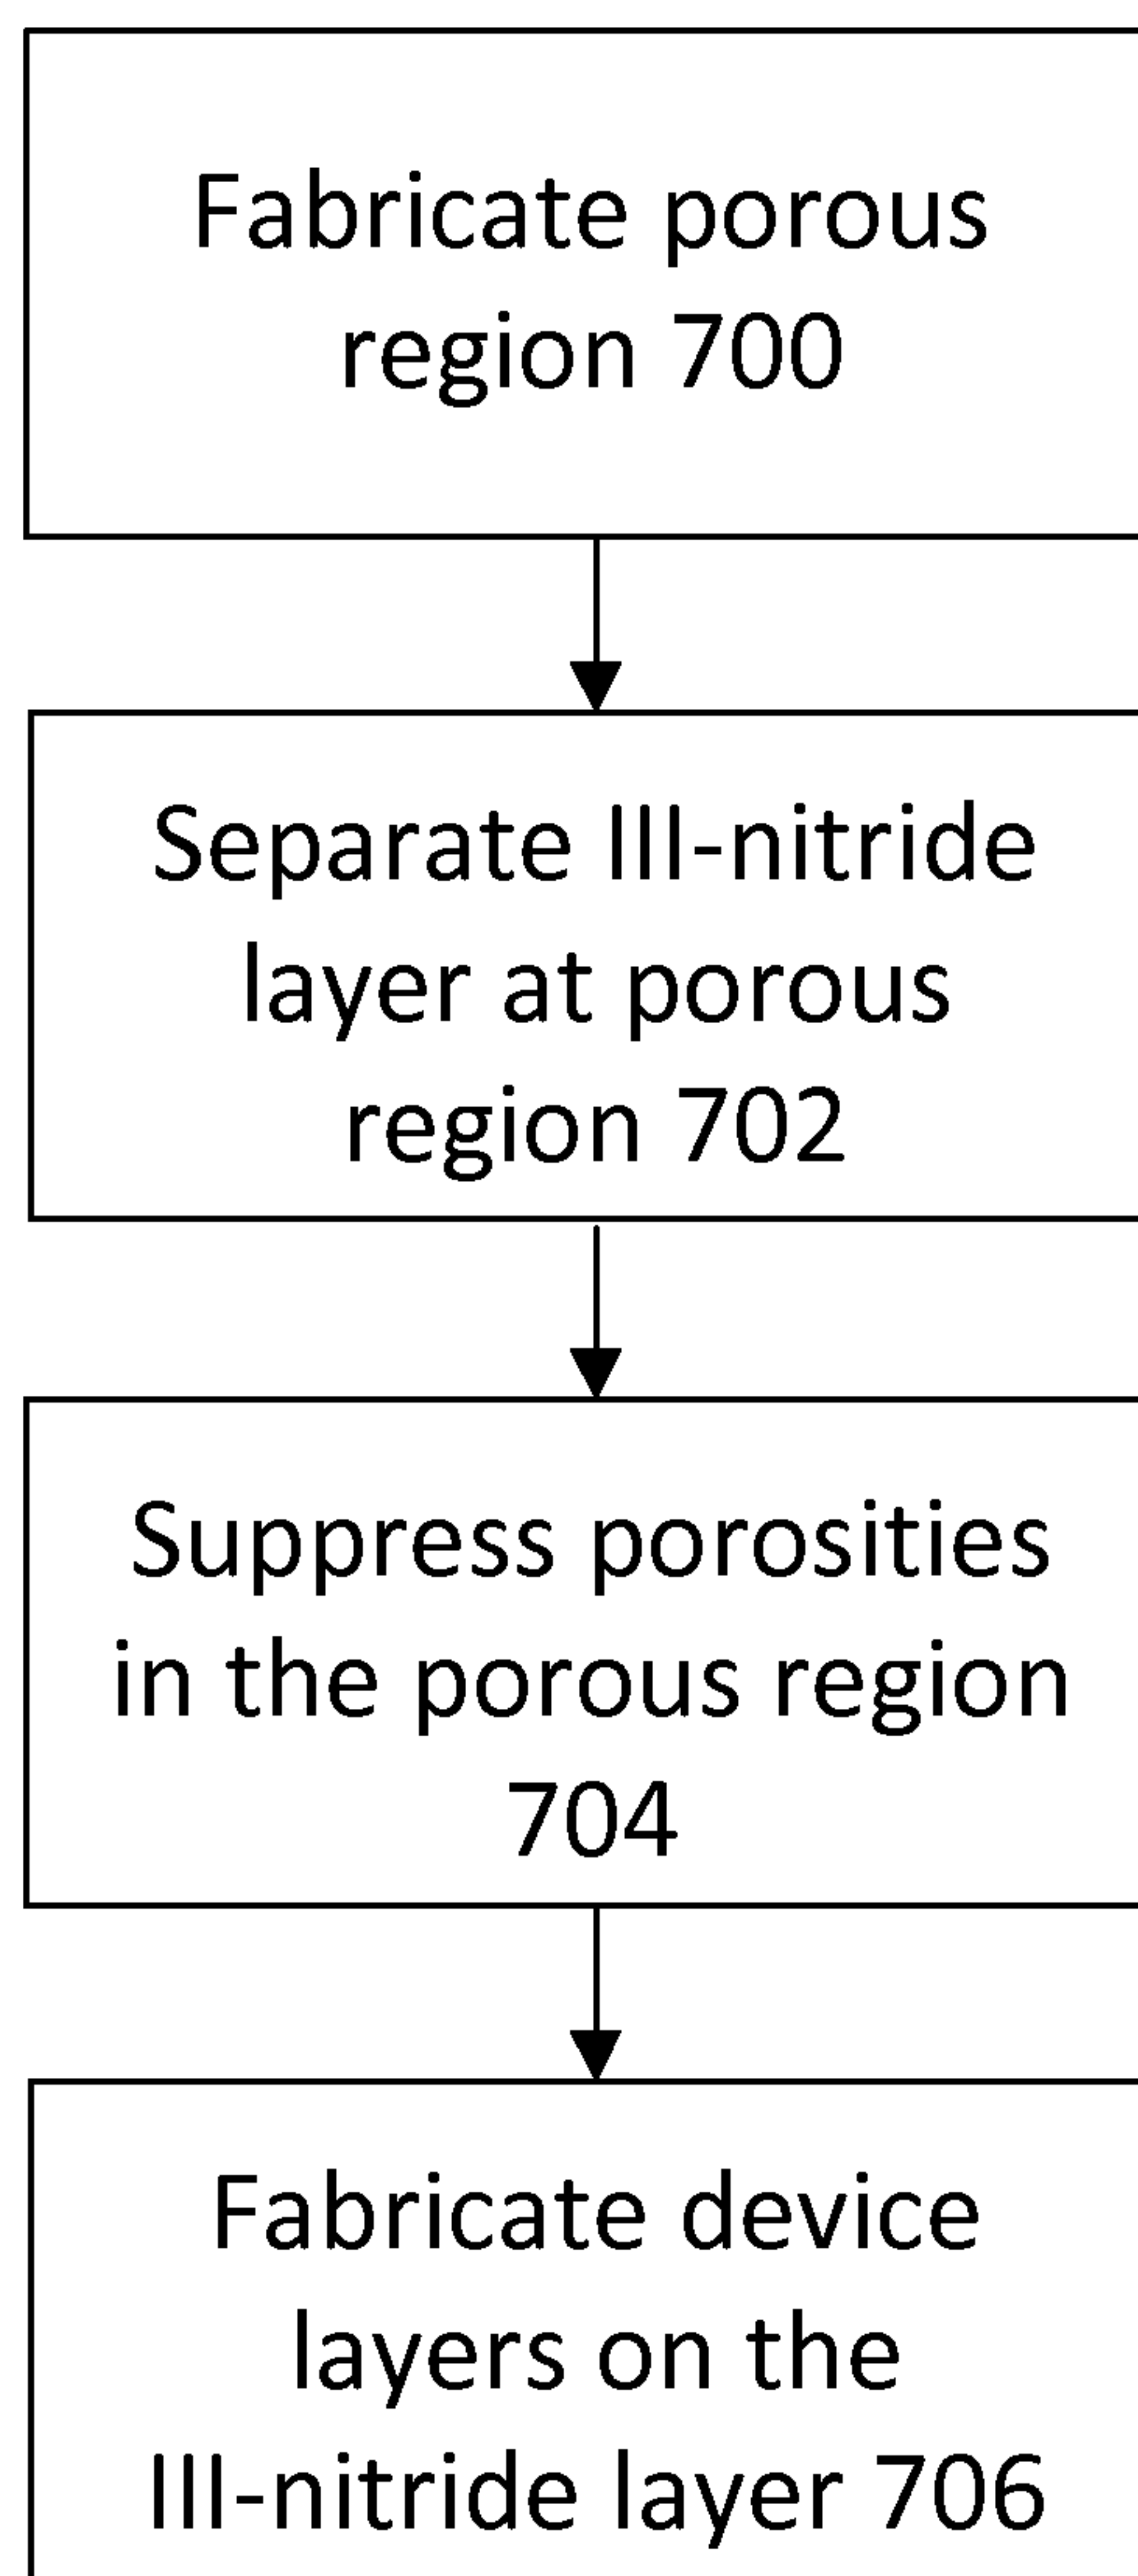 Fabricate porous
region 700
Separate III-nitride
layer at porous
region 702
Suppress porosities
in the porous region
704
Fabricate device
layers on the
III-nitride layer 706